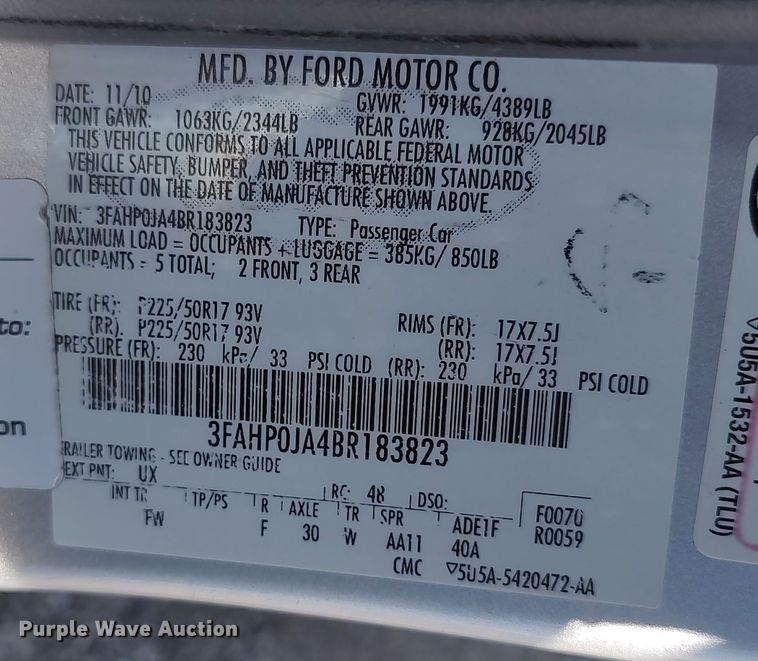 MFD. BY FORD MOTOR CO.
DATE: 11/10 GVWR: 1991KG/4389LB
FRONT GAWR: 1063KG/2344LB REAR GAWR: 928KG/2045LB
THIS VEHICLE CONFORMS TO ALL APPLICABLE FEDERAL MOTOR
VEHICLE SAFETY, BUMPER, AND THEFT PREVENTION STANDARDS
IN EFFECT ON THE DATE OF MANUFACTURE SHOWN ABOVE.
VIN: 3FAHP0JA4BR183823 TYPE: Passenger Car
MAXIMUM LOAD = OCCUPANTS + LUGGAGE = 385KG/ 850LB
OCCUPANTS = 5 TOTAL; 2 FRONT, 3 REAR
TIRE (FR): P225/50R17 93V RIMS (FR): 17X7.5J
(RR): P225/50R17 93V (RR): 17X7.5J
PRESSURE (FR): 230 kPa/ 33 PSI COLD (RR): 230 kPa/ 33 PSI COLD
3FAHP0JA4BR183823
TRAILER TOWING - SEE OWNER GUIDE
EXT PNT: UX RC: 48 DSO: F0070
INT TR TP/PS R AXLE TR SPR ADE1F R0059
FW F 30 W AA11 40A
CMC ▽5U5A-5420472-AA
to:
on
▽5U5A-1532-AA (TLU)
Purple Wave Auction